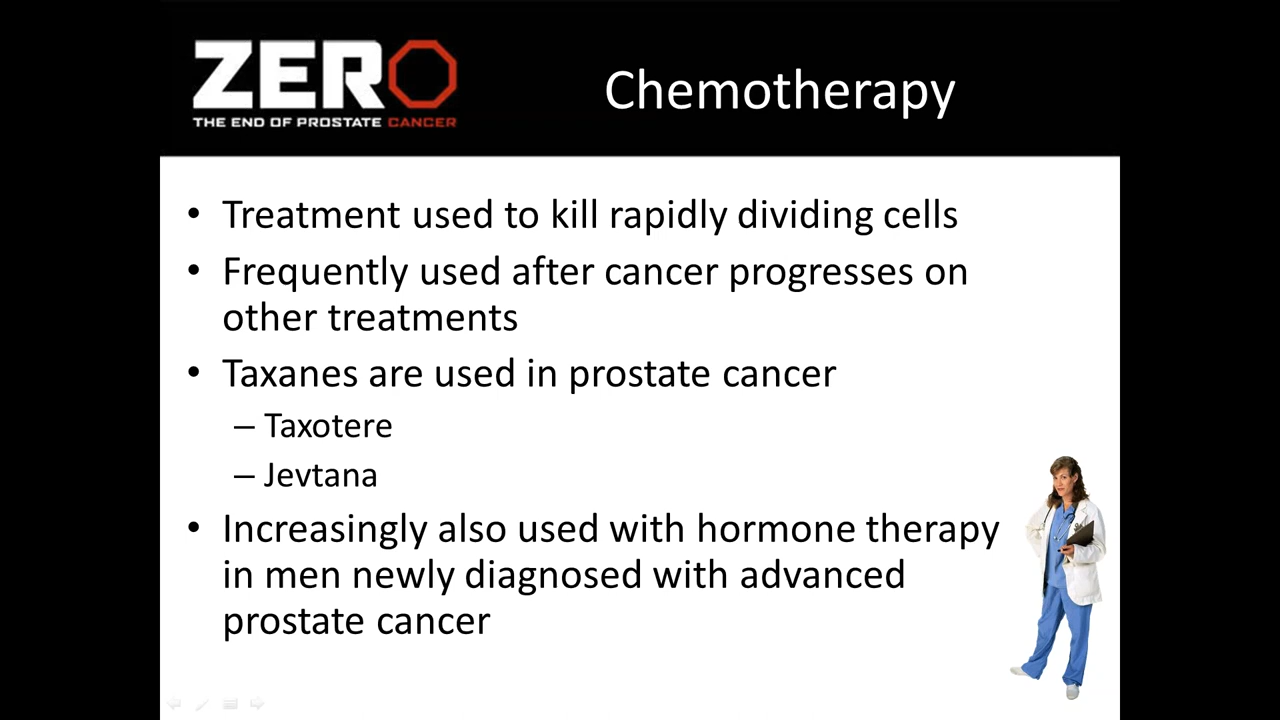 ZERO
THE END OF PROSTATE CANCER
Chemotherapy
• Treatment used to kill rapidly dividing cells
• Frequently used after cancer progresses on
other treatments
• Taxanes are used in prostate cancer
– Taxotere
– Jevtana
• Increasingly also used with hormone therapy
in men newly diagnosed with advanced
prostate cancer